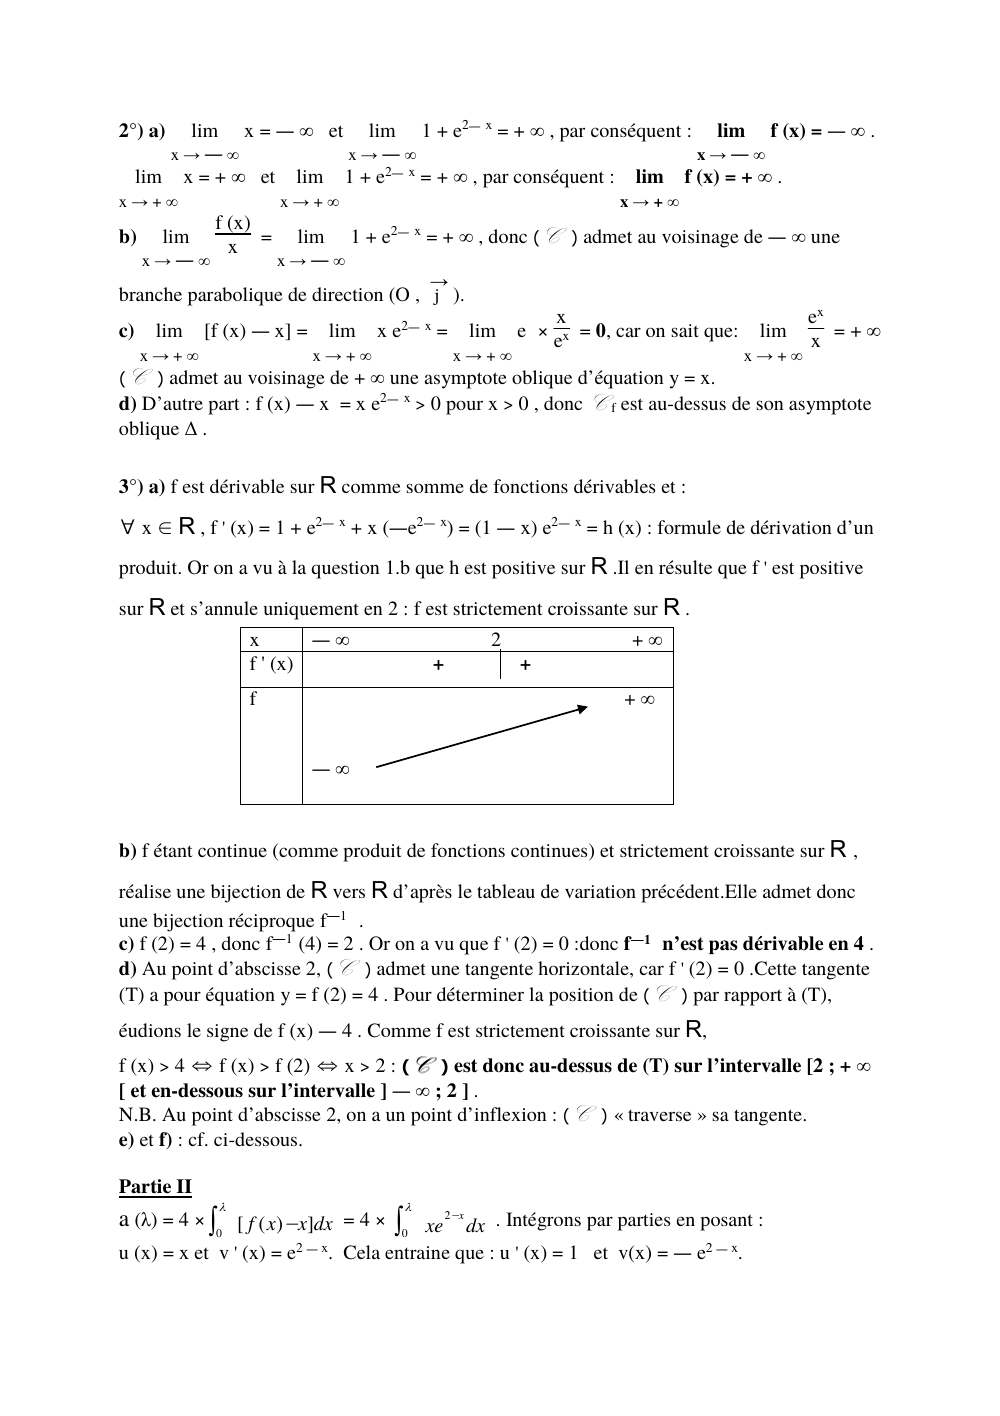 2°) a) lim x = — ∞ et lim 1 + e^{2— x} = + ∞ , par conséquent : lim f (x) = — ∞ .
x → — ∞ x → — ∞ x → — ∞
lim x = + ∞ et lim 1 + e^{2— x} = + ∞ , par conséquent : lim f (x) = + ∞ .
x → + ∞ x → + ∞ x → + ∞
b) lim f (x)/x = lim 1 + e^{2— x} = + ∞ , donc ( 𝒞 ) admet au voisinage de — ∞ une
x → — ∞ x → — ∞
branche parabolique de direction (O , j⃗ ).
c) lim [f (x) — x] = lim x e^{2— x} = lim e × x/e^x = 0, car on sait que: lim e^x/x = + ∞
x → + ∞ x → + ∞ x → + ∞ x → + ∞
( 𝒞 ) admet au voisinage de + ∞ une asymptote oblique d’équation y = x.
d) D’autre part : f (x) — x = x e^{2— x} > 0 pour x > 0 , donc 𝒞_f est au-dessus de son asymptote
oblique Δ .
3°) a) f est dérivable sur R comme somme de fonctions dérivables et :
∀ x ∈ R , f ' (x) = 1 + e^{2— x} + x (—e^{2— x}) = (1 — x) e^{2— x} = h (x) : formule de dérivation d’un
produit. Or on a vu à la question 1.b que h est positive sur R .Il en résulte que f ' est positive
sur R et s’annule uniquement en 2 : f est strictement croissante sur R .
x — ∞ 2 + ∞
f ' (x) + +
f + ∞
— ∞
b) f étant continue (comme produit de fonctions continues) et strictement croissante sur R ,
réalise une bijection de R vers R d’après le tableau de variation précédent.Elle admet donc
une bijection réciproque f^{—1} .
c) f (2) = 4 , donc f^{—1} (4) = 2 . Or on a vu que f ' (2) = 0 :donc f^{—1} n’est pas dérivable en 4 .
d) Au point d’abscisse 2, ( 𝒞 ) admet une tangente horizontale, car f ' (2) = 0 .Cette tangente
(T) a pour équation y = f (2) = 4 . Pour déterminer la position de ( 𝒞 ) par rapport à (T),
éudions le signe de f (x) — 4 . Comme f est strictement croissante sur R,
f (x) > 4 ⇔ f (x) > f (2) ⇔ x > 2 : ( 𝒞 ) est donc au-dessus de (T) sur l’intervalle [2 ; + ∞
[ et en-dessous sur l’intervalle ] — ∞ ; 2 ] .
N.B. Au point d’abscisse 2, on a un point d’inflexion : ( 𝒞 ) « traverse » sa tangente.
e) et f) : cf. ci-dessous.
Partie II
a (λ) = 4 × ∫_0^λ [f(x)−x]dx = 4 × ∫_0^λ xe^{2−x}dx . Intégrons par parties en posant :
u (x) = x et v ' (x) = e^{2 — x}. Cela entraine que : u ' (x) = 1 et v(x) = — e^{2 — x}.